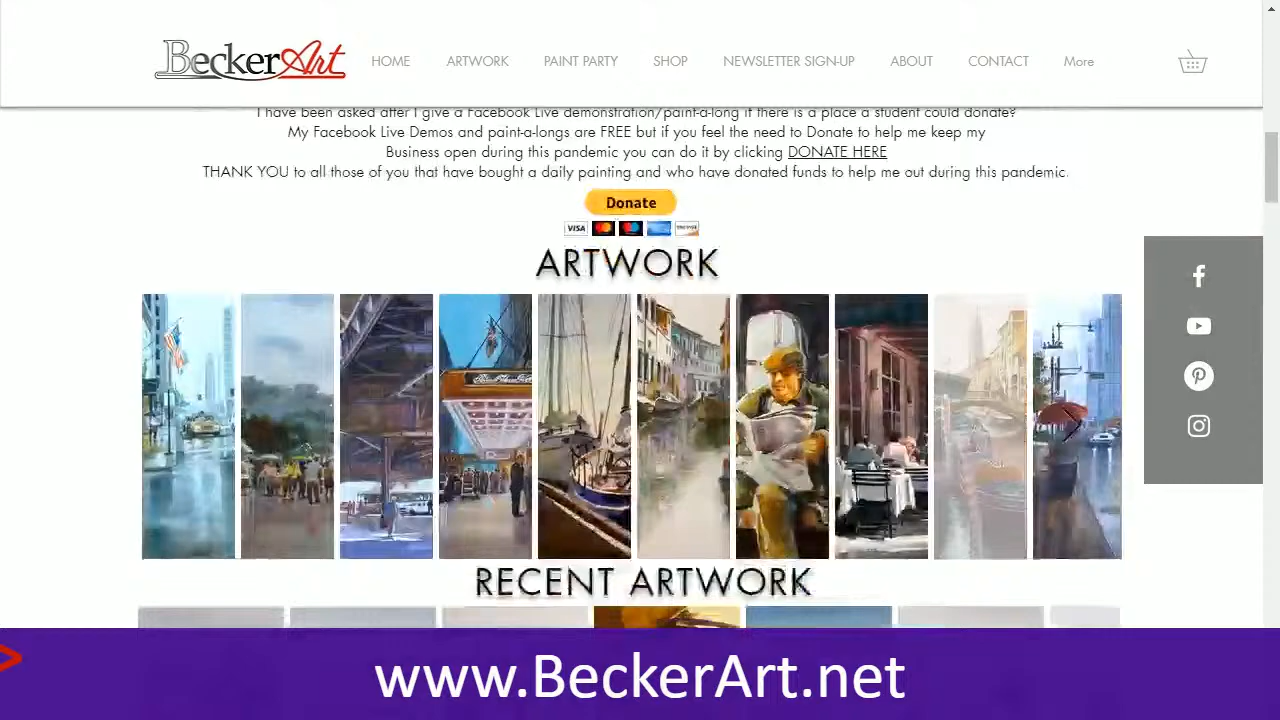 BeckerArt
HOME
ARTWORK
PAINT PARTY
SHOP
NEWSLETTER SIGN-UP
ABOUT
CONTACT
More
I have been asked after I give a Facebook Live demonstration/paint-a-long if there is a place a student could donate?
My Facebook Live Demos and paint-a-longs are FREE but if you feel the need to Donate to help me keep my
Business open during this pandemic you can do it by clicking DONATE HERE
THANK YOU to all those of you that have bought a daily painting and who have donated funds to help me out during this pandemic.
Donate
VISA
ARTWORK
RECENT ARTWORK
>
www.BeckerArt.net